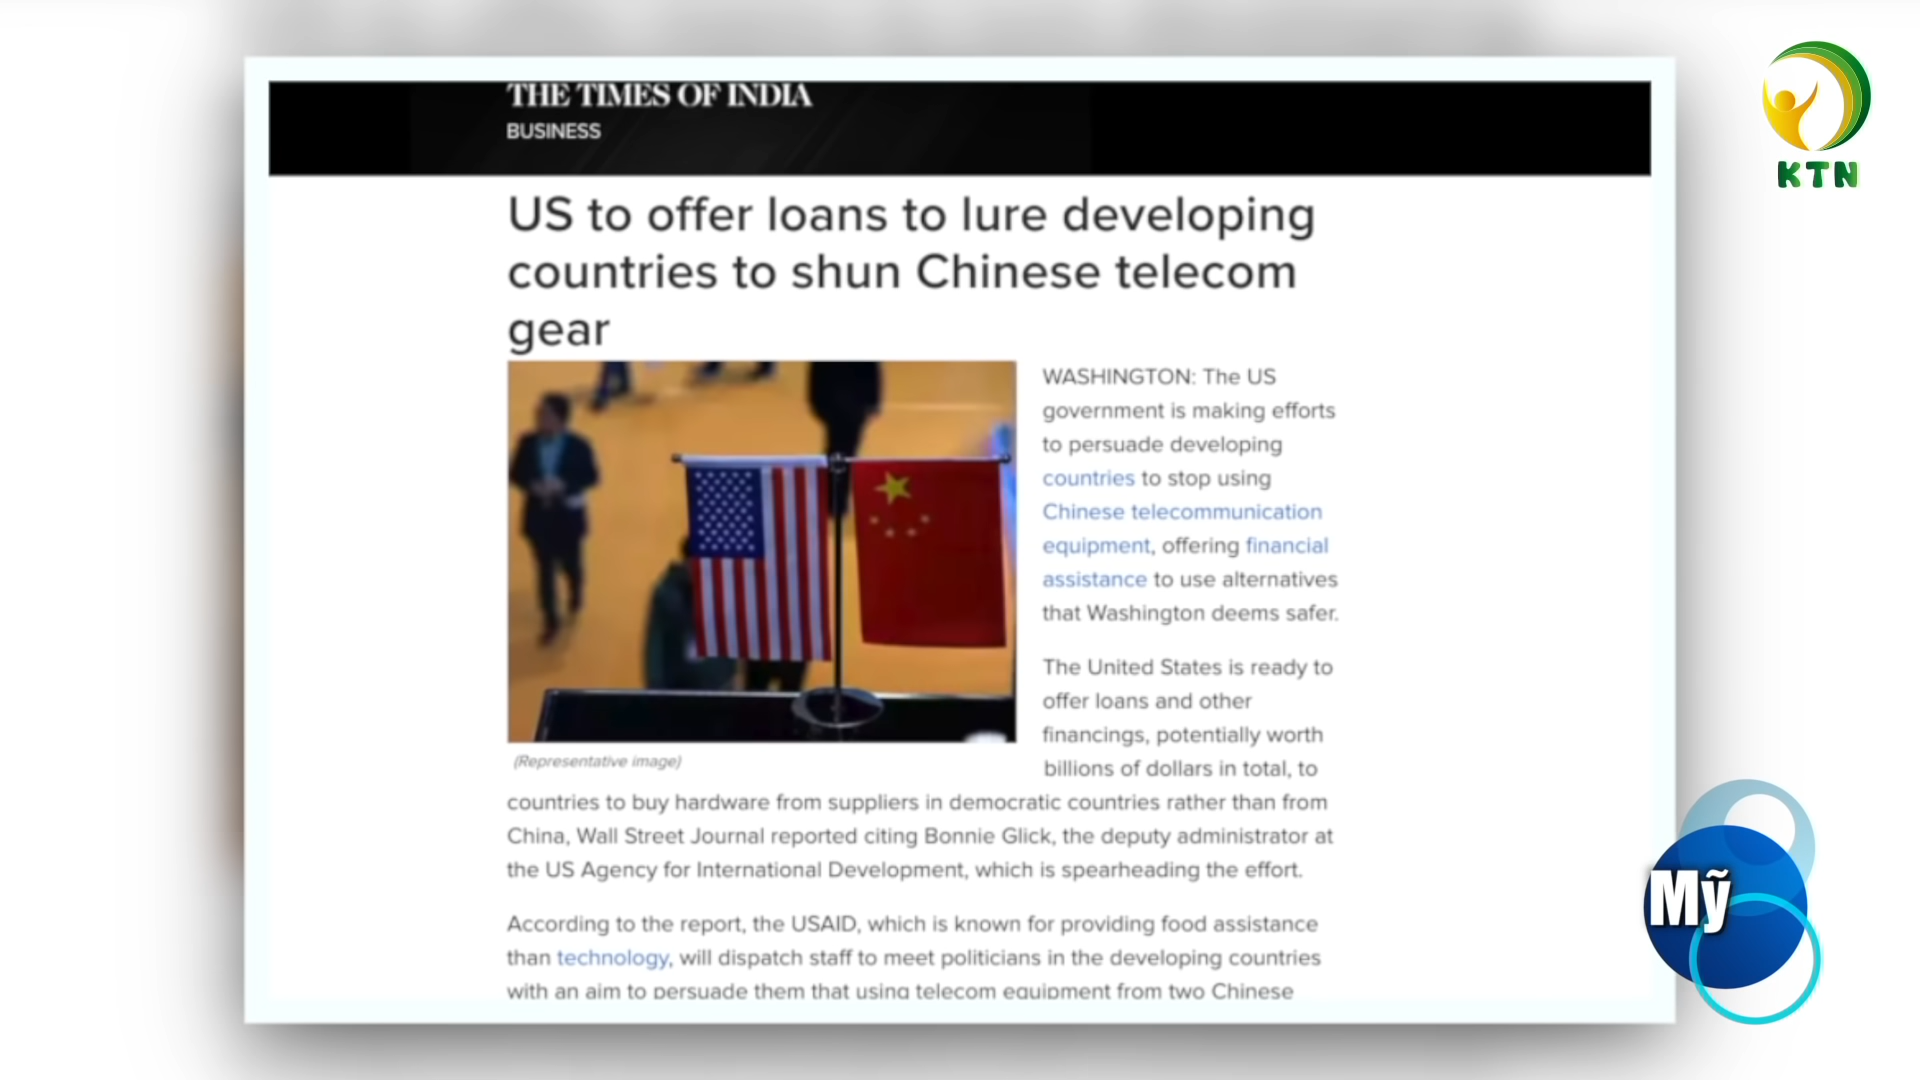 THE TIMES OF INDIA
BUSINESS
KTN
US to offer loans to lure developing
countries to shun Chinese telecom
gear
WASHINGTON: The US
government is making efforts
to persuade developing
countries to stop using
Chinese telecommunication
equipment, offering financial
assistance to use alternatives
that Washington deems safer.
The United States is ready to
offer loans and other
financings, potentially worth
billions of dollars in total, to
(Representative image)
countries to buy hardware from suppliers in democratic countries rather than from
China, Wall Street Journal reported citing Bonnie Glick, the deputy administrator at
the US Agency for International Development, which is spearheading the effort.
According to the report, the USAID, which is known for providing food assistance
than technology, will dispatch staff to meet politicians in the developing countries
with an aim to persuade them that using telecom equipment from two Chinese
Mỹ